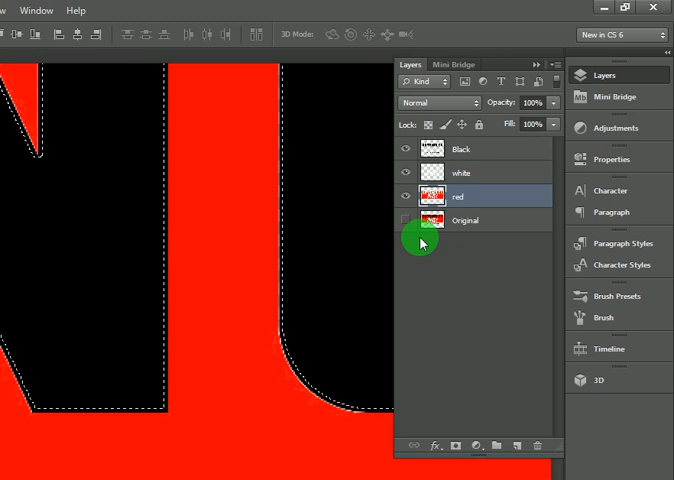 w Window Help
3D Mode: New in CS 6
Layers Mini Bridge
Kind
Normal Opacity: 100%
Lock: Fill: 100%
Black
white
red
Original
fx
Layers
Mb Mini Bridge
Adjustments
Properties
A Character
Paragraph
Paragraph Styles
Character Styles
Brush Presets
Brush
Timeline
3D